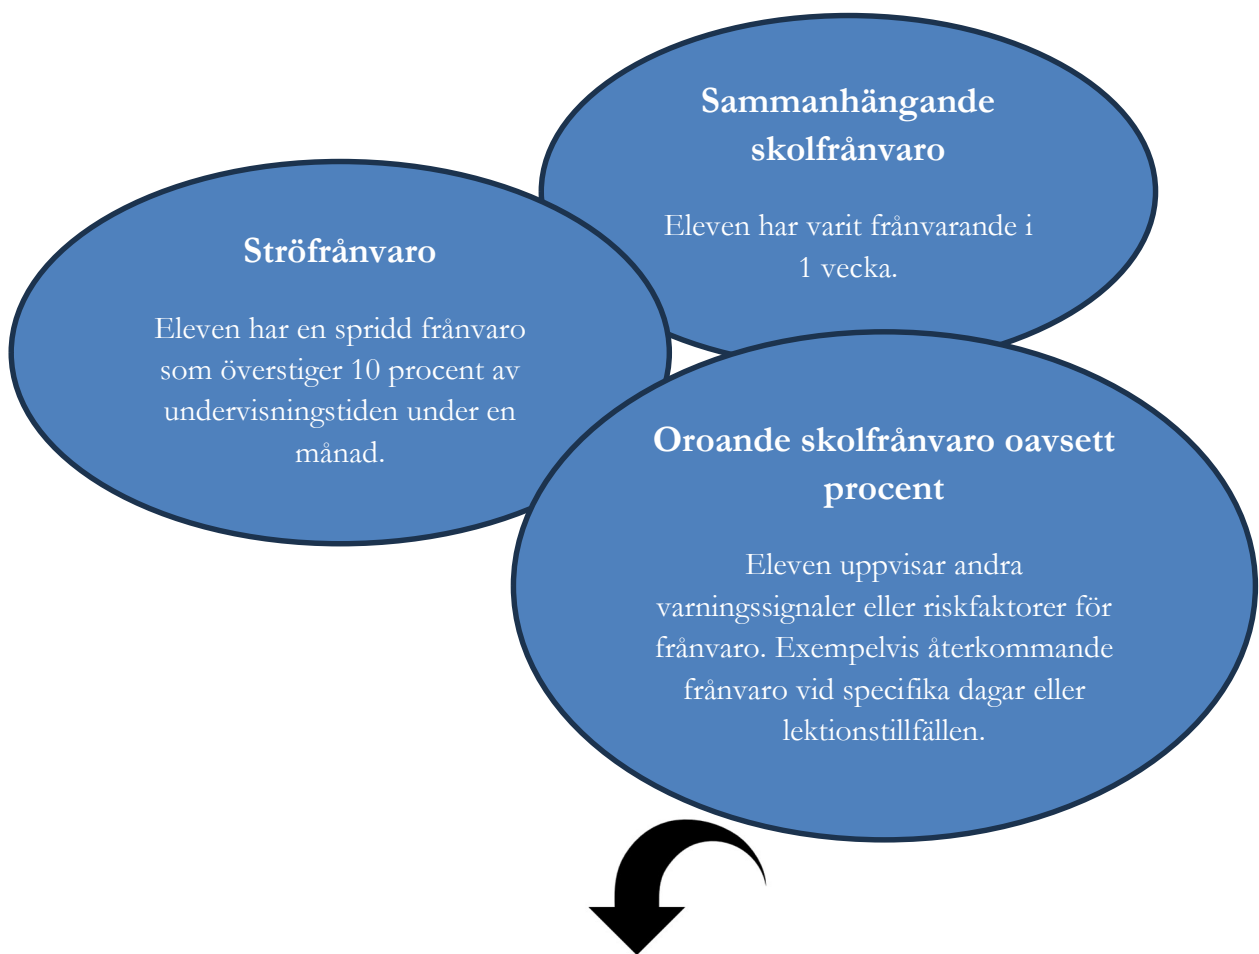 Sammanhängande
skolfrånvaro
Eleven har varit frånvarande i
1 vecka.
Ströfrånvaro
Eleven har en spridd frånvaro
som överstiger 10 procent av
undervisningstiden under en
månad.
Oroande skolfrånvaro oavsett
procent
Eleven uppvisar andra
varningssignaler eller riskfaktorer för
frånvaro. Exempelvis återkommande
frånvaro vid specifika dagar eller
lektionstillfällen.